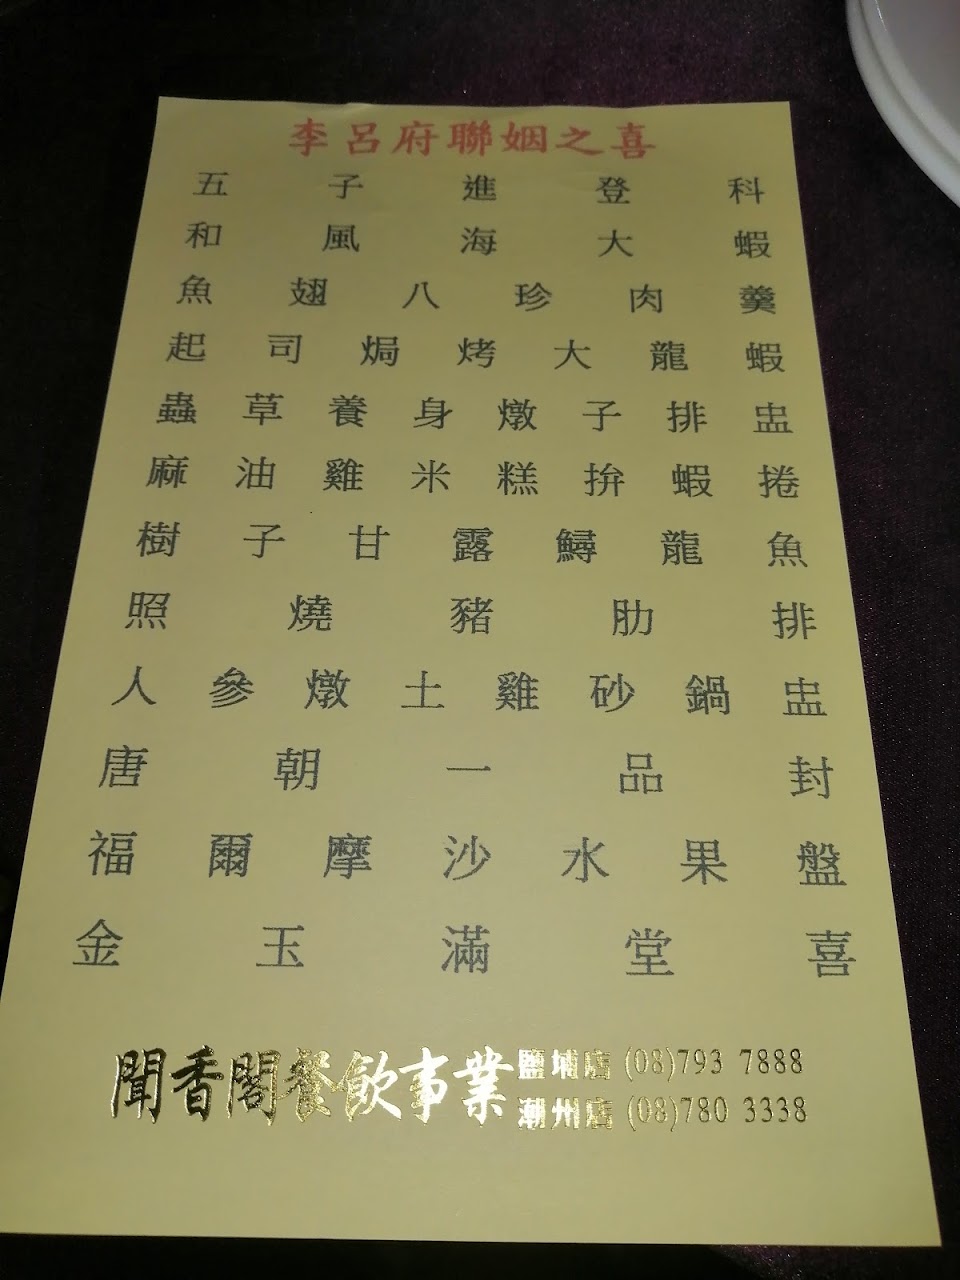 李呂府聯姻之喜
五子進登科
和風海大蝦
魚翅八珍肉羹
起司焗烤大龍蝦
蟲草養身燉子排盅
麻油雞米糕拚蝦捲
樹子甘露鱘龍魚
照燒豬肋排
人參燉土雞砂鍋盅
唐朝一品封
福爾摩沙水果盤
金玉滿堂喜
聞香閣餐飲事業
鹽埔店 (08)793 7888
潮州店 (08)780 3338